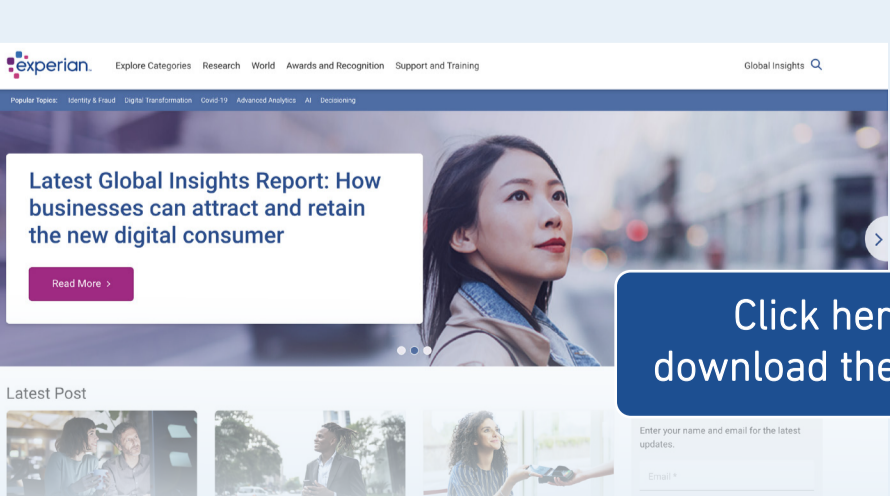 experian.
Explore Categories Research World Awards and Recognition Support and Training Global Insights
Popular Topics: Identity & Fraud Digital Transformation Covid-19 Advanced Analytics AI Decisioning
Latest Global Insights Report: How
businesses can attract and retain
the new digital consumer
Read More >
Click her
download the
Latest Post
Enter your name and email for the latest
updates.
Email *